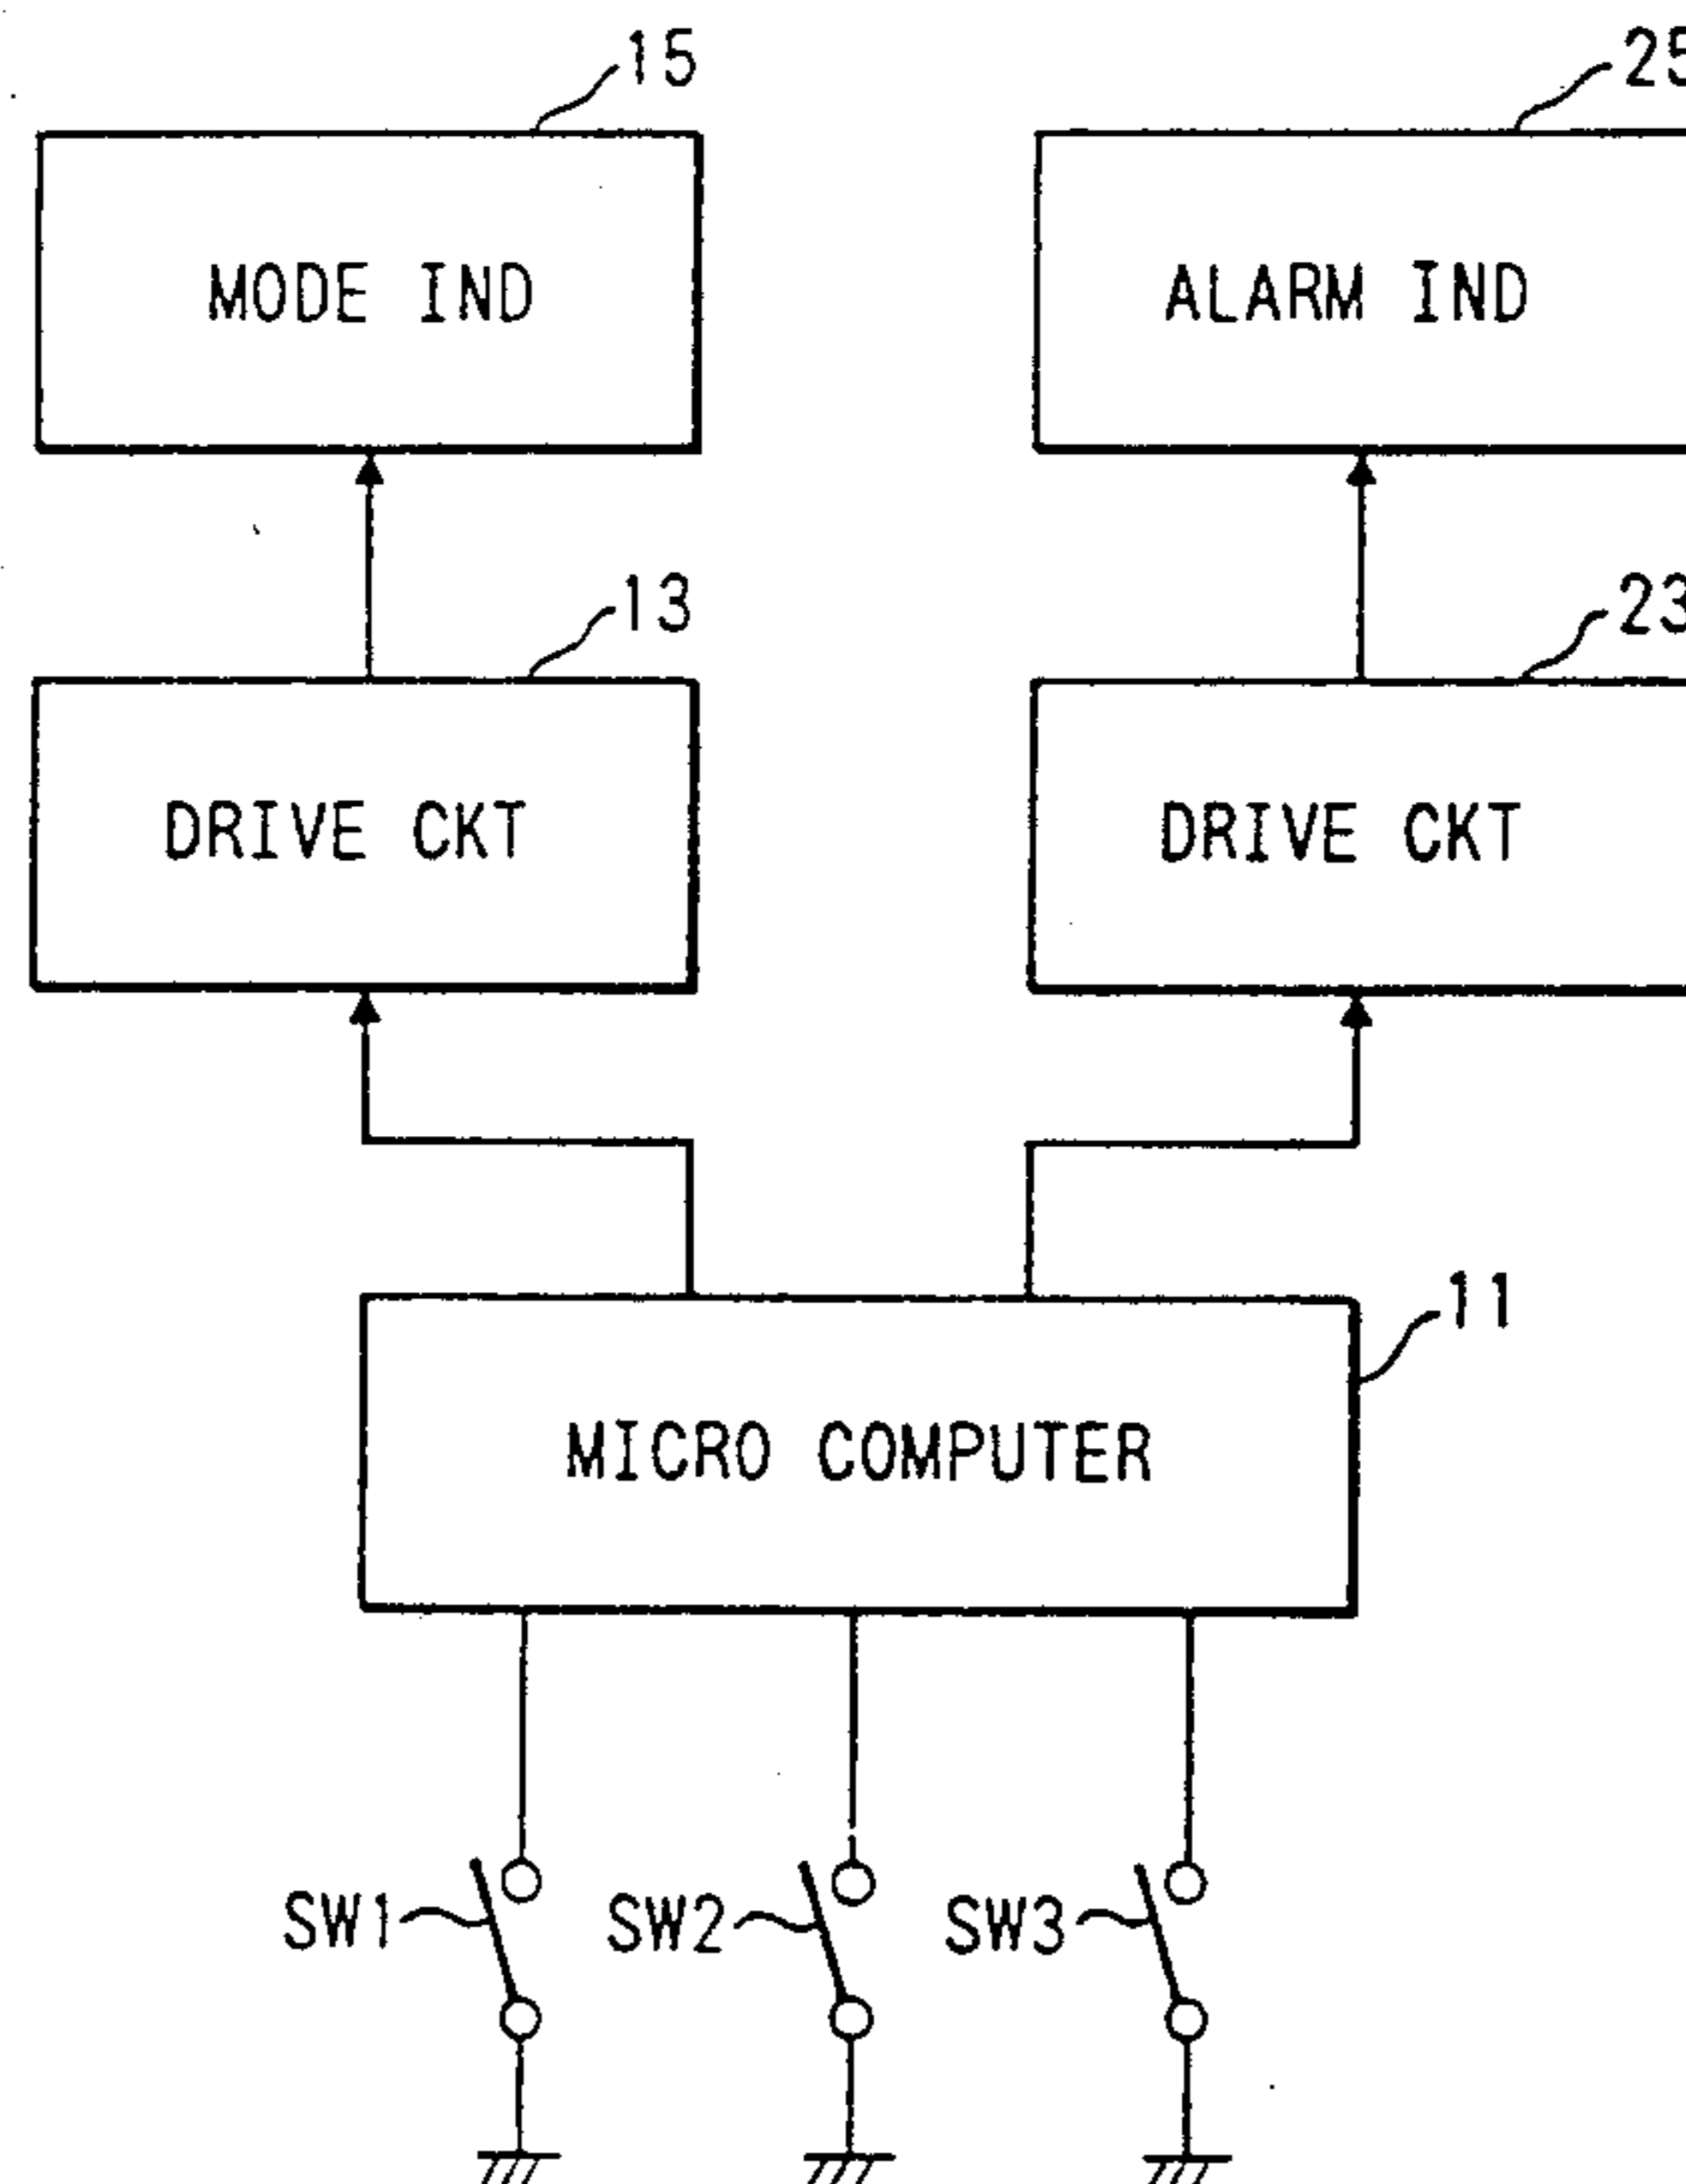 15
25
MODE IND
ALARM IND
13
23
DRIVE CKT
DRIVE CKT
11
MICRO COMPUTER
SW1
SW2
SW3